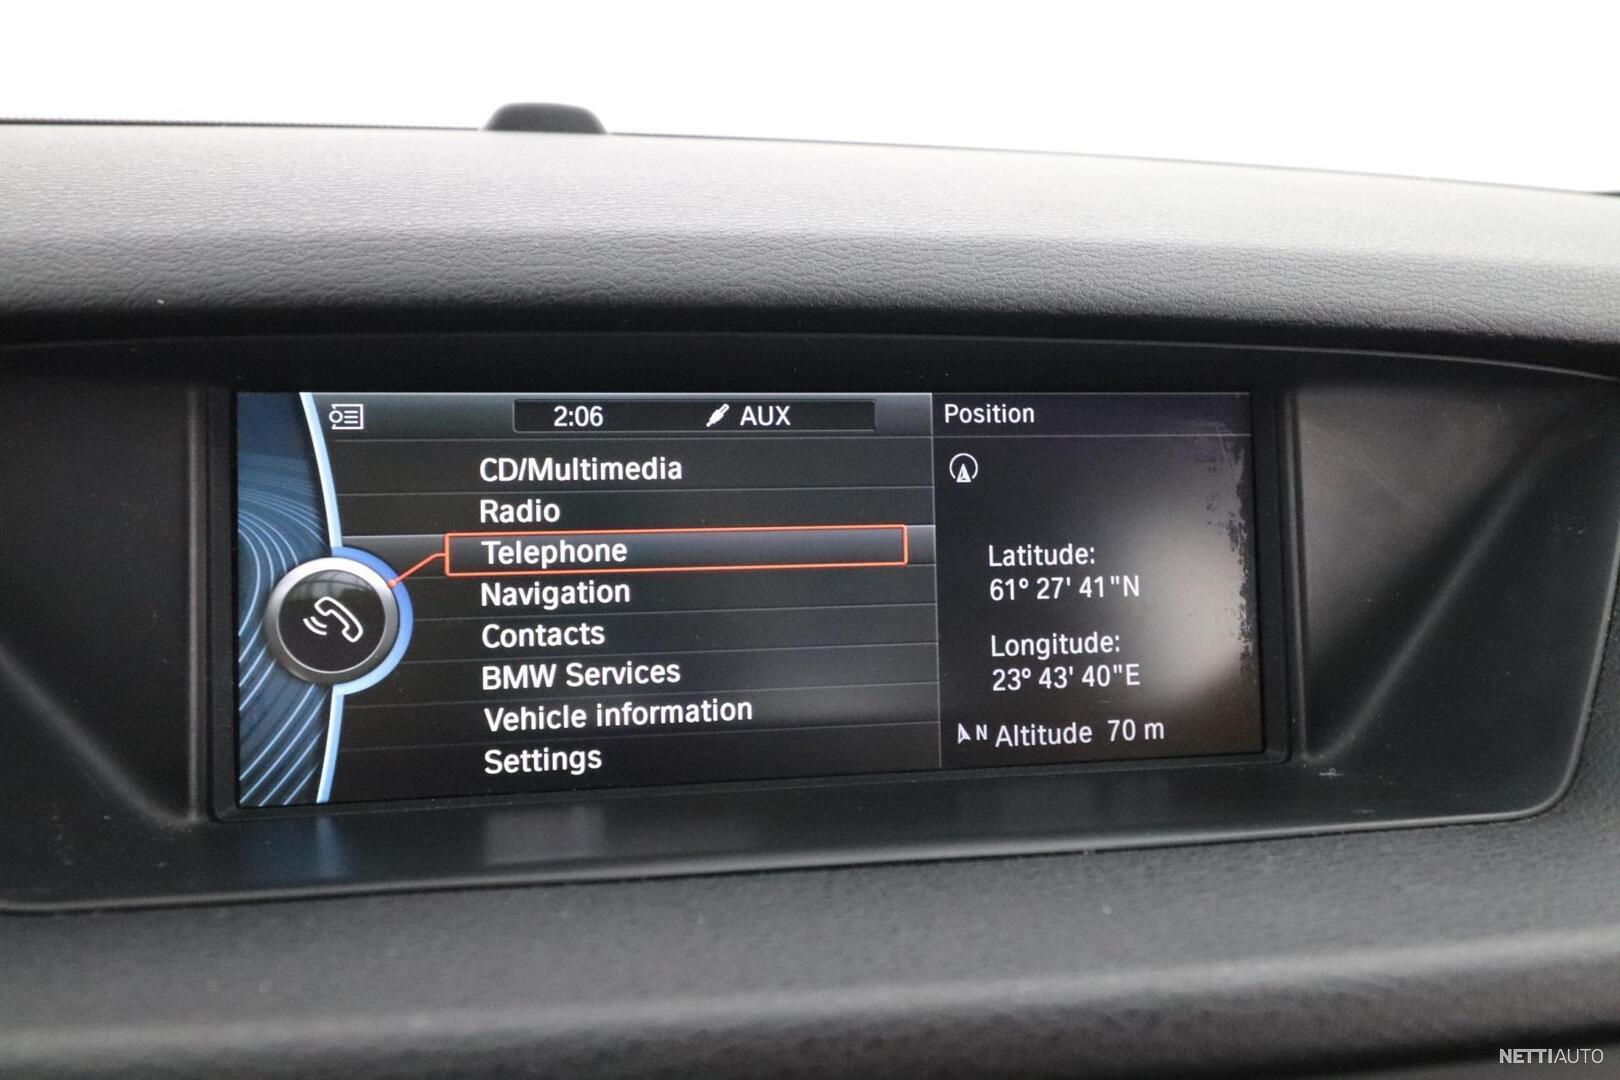 2:06 AUX
CD/Multimedia
Radio
Telephone
Navigation
Contacts
BMW Services
Vehicle information
Settings
Position
Latitude:
61° 27' 41"N
Longitude:
23° 43' 40"E
N Altitude 70 m
NETTIAUTO